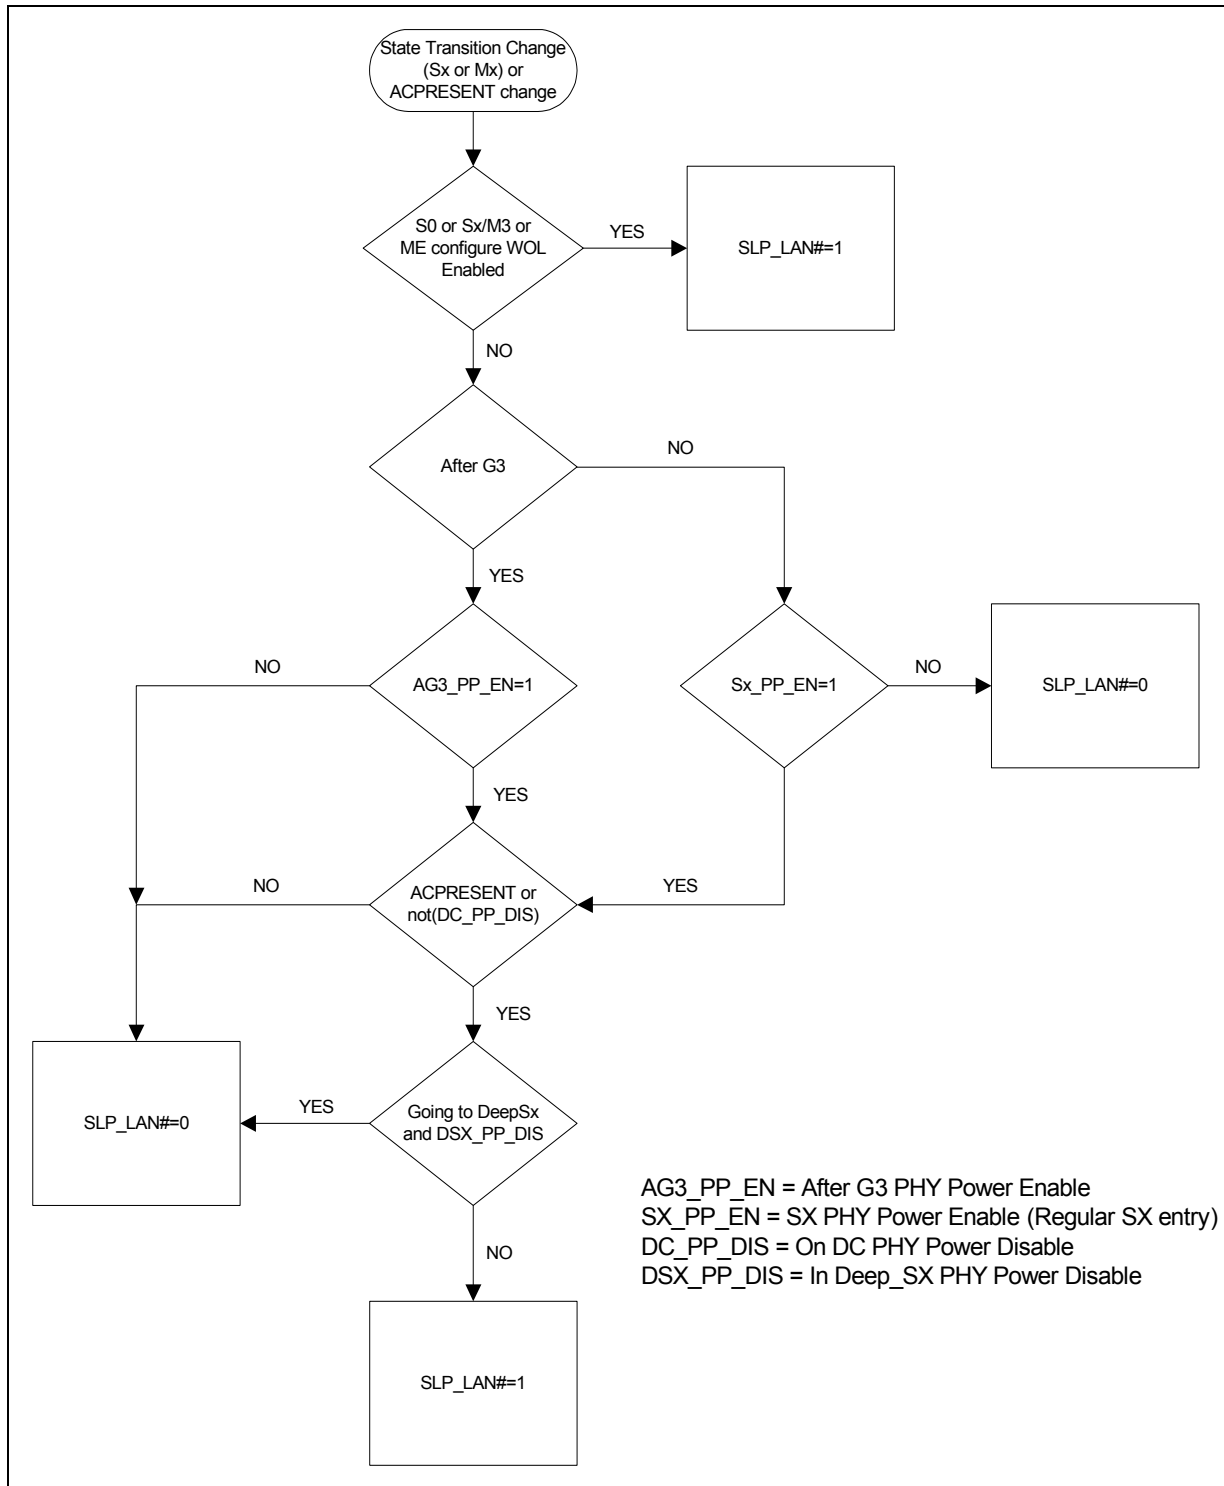 State Transition Change
(Sx or Mx) or
ACPRESENT change
S0 or Sx/M3 or
ME configure WOL
Enabled
YES
SLP_LAN#=1
NO
After G3
NO
YES
NO
AG3_PP_EN=1
Sx_PP_EN=1
NO
SLP_LAN#=0
YES
NO
ACPRESENT or
not(DC_PP_DIS)
YES
YES
SLP_LAN#=0
YES
Going to DeepSx
and DSX_PP_DIS
AG3_PP_EN = After G3 PHY Power Enable
SX_PP_EN = SX PHY Power Enable (Regular SX entry)
DC_PP_DIS = On DC PHY Power Disable
DSX_PP_DIS = In Deep_SX PHY Power Disable
NO
SLP_LAN#=1